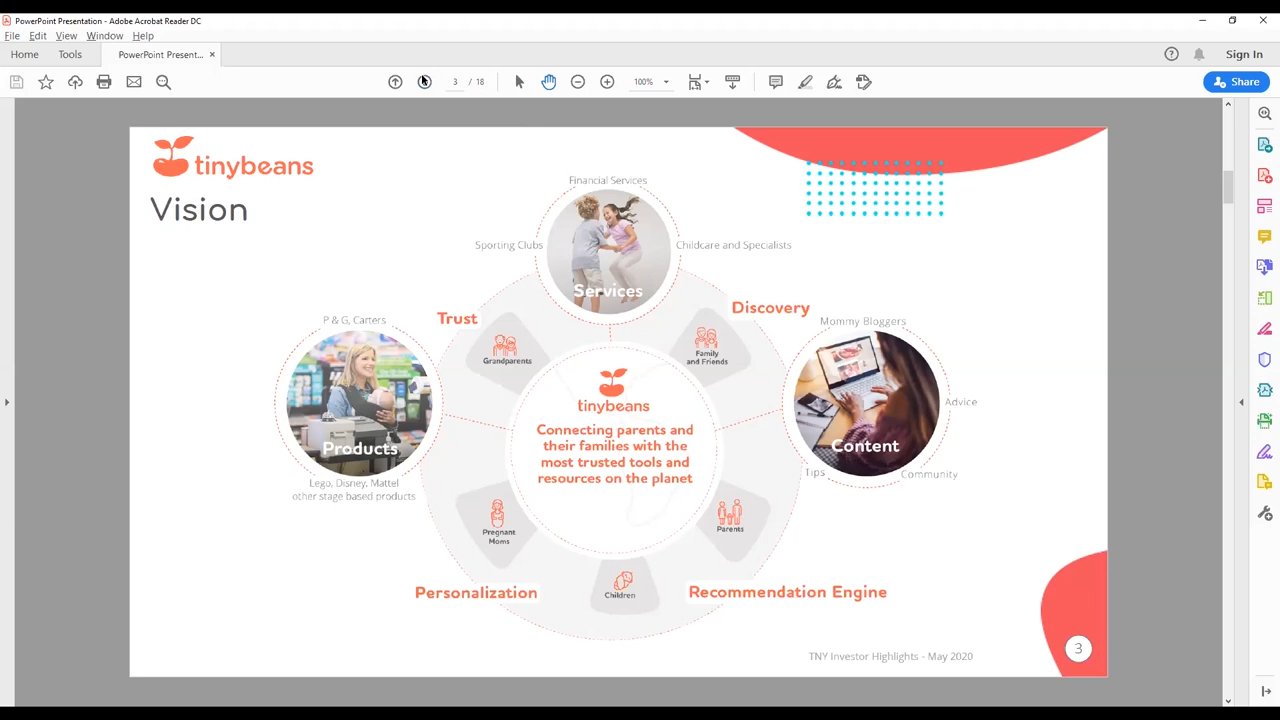 PowerPoint Presentation - Adobe Acrobat Reader DC
File Edit View Window Help
Home Tools PowerPoint Present... × Sign In
3 / 18 100% Share
tinybeans
Vision
Financial Services
Sporting Clubs
Childcare and Specialists
Services
Trust
Discovery
P & G, Carters
Mommy Bloggers
Grandparents
Family
and Friends
tinybeans
Connecting parents and
their families with the
most trusted tools and
resources on the planet
Products
Content
Advice
Tips
Community
Lego, Disney, Mattel
other stage based products
Pregnant
Moms
Parents
Children
Personalization
Recommendation Engine
TNY Investor Highlights - May 2020
3